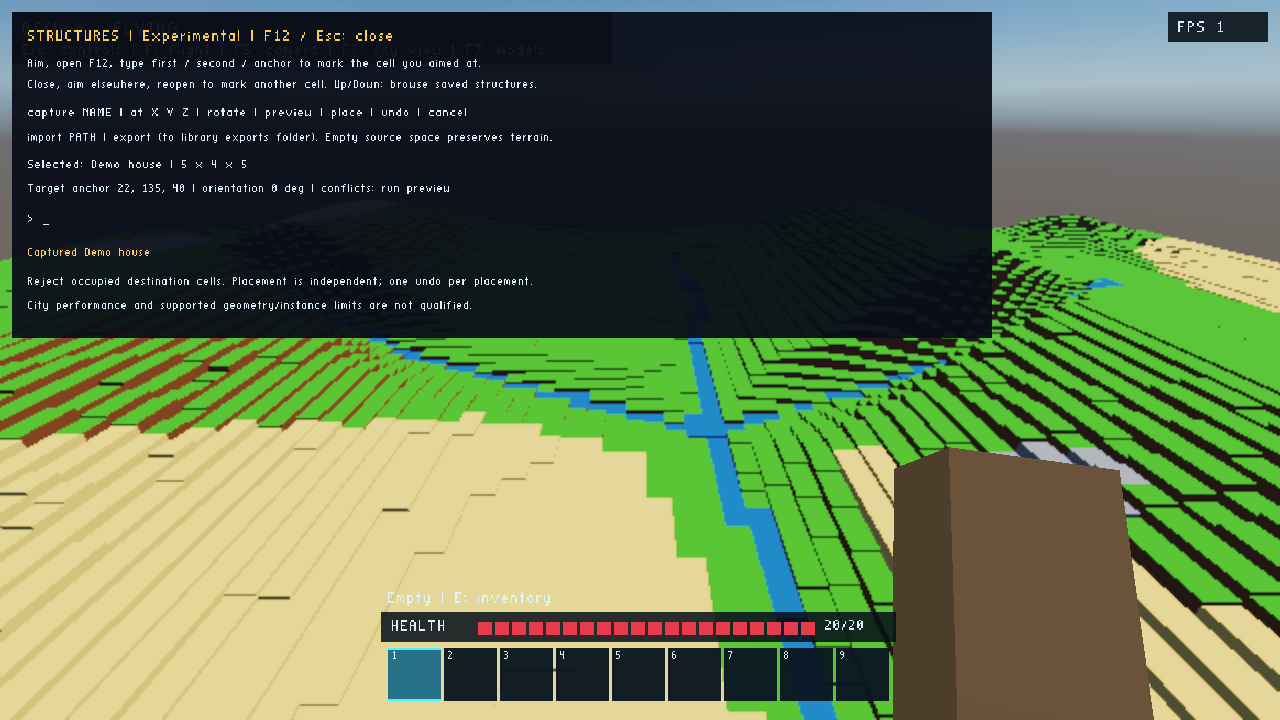 STRUCTURES | Experimental | F12 / Esc: close
FPS 1
Aim, open F12, type first / second / anchor to mark the cell you aimed at.
Close, aim elsewhere, reopen to mark another cell. Up/Down: browse saved structures.
capture NAME | at X Y Z | rotate | preview | place | undo | cancel
import PATH | export (to library exports folder). Empty source space preserves terrain.
Selected: Demo house | 5 x 4 x 5
Target anchor 22, 135, 40 | orientation 0 deg | conflicts: run preview
> _
Captured Demo house
Reject occupied destination cells. Placement is independent; one undo per placement.
City performance and supported geometry/instance limits are not qualified.
Empty | E: inventory
HEALTH 20/20
1 2 3 4 5 6 7 8 9